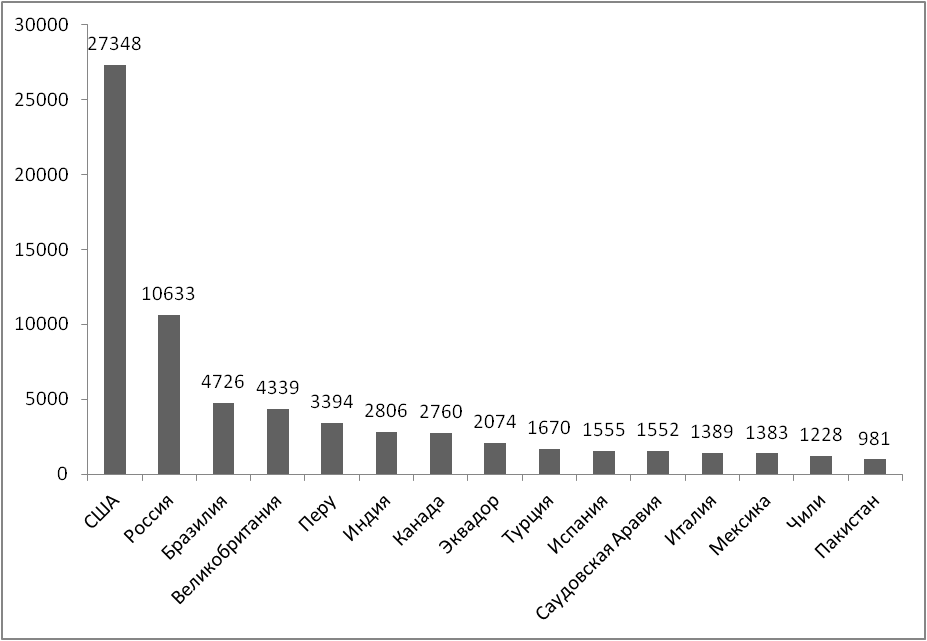 30000
25000
20000
15000
10000
5000
0
27348
10633
4726
4339
3394
2806
2760
2074
1670
1555
1552
1389
1383
1228
981
США
Россия
Бразилия
Великобритания
Перу
Индия
Канада
Эквадор
Турция
Испания
Саудовская Аравия
Италия
Мексика
Чили
Пакистан